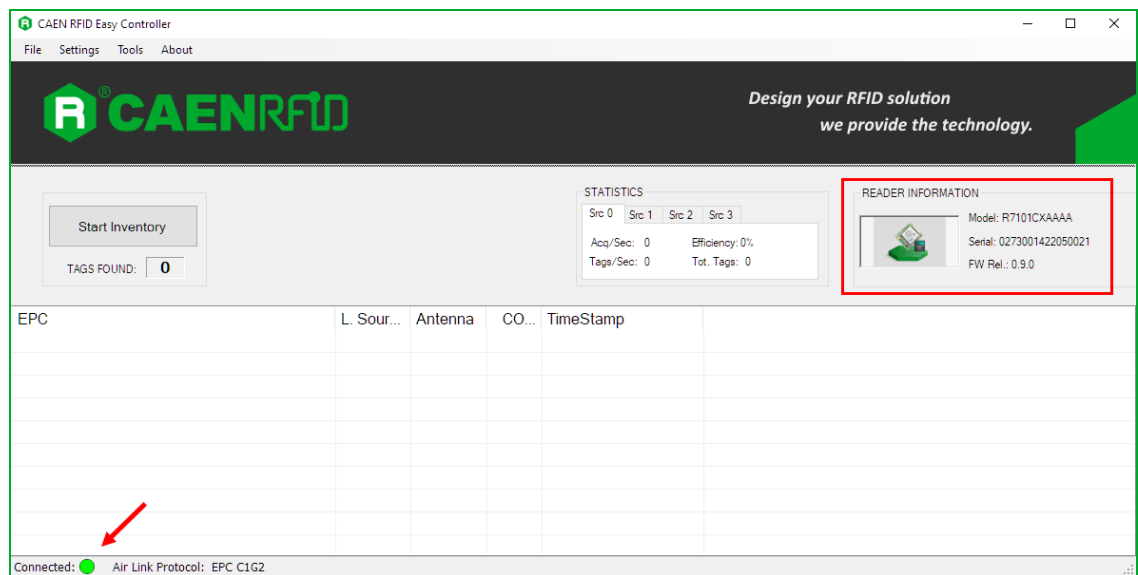 CAEN RFID Easy Controller
File Settings Tools About
R® CAENRFID
Design your RFID solution
we provide the technology.
Start Inventory
TAGS FOUND: 0
STATISTICS
Src 0 Src 1 Src 2 Src 3
Acq/Sec: 0 Efficiency: 0%
Tags/Sec: 0 Tot. Tags: 0
READER INFORMATION
Model: R7101CXAAAA
Serial: 0273001422050021
FW Rel.: 0.9.0
EPC L. Sour... Antenna CO... TimeStamp
Connected: Air Link Protocol: EPC C1G2